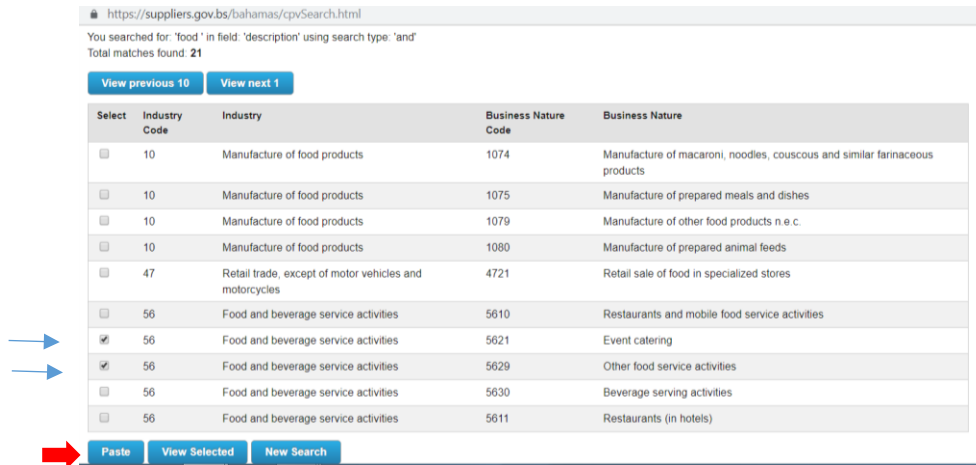 https://suppliers.gov.bs/bahamas/cpvSearch.html
You searched for: 'food ' in field: 'description' using search type: 'and'
Total matches found: 21
View previous 10 View next 1
Select Industry Code Industry Business Nature Code Business Nature
10 Manufacture of food products 1074 Manufacture of macaroni, noodles, couscous and similar farinaceous products
10 Manufacture of food products 1075 Manufacture of prepared meals and dishes
10 Manufacture of food products 1079 Manufacture of other food products n.e.c.
10 Manufacture of food products 1080 Manufacture of prepared animal feeds
47 Retail trade, except of motor vehicles and motorcycles 4721 Retail sale of food in specialized stores
56 Food and beverage service activities 5610 Restaurants and mobile food service activities
56 Food and beverage service activities 5621 Event catering
56 Food and beverage service activities 5629 Other food service activities
56 Food and beverage service activities 5630 Beverage serving activities
56 Food and beverage service activities 5611 Restaurants (in hotels)
Paste View Selected New Search